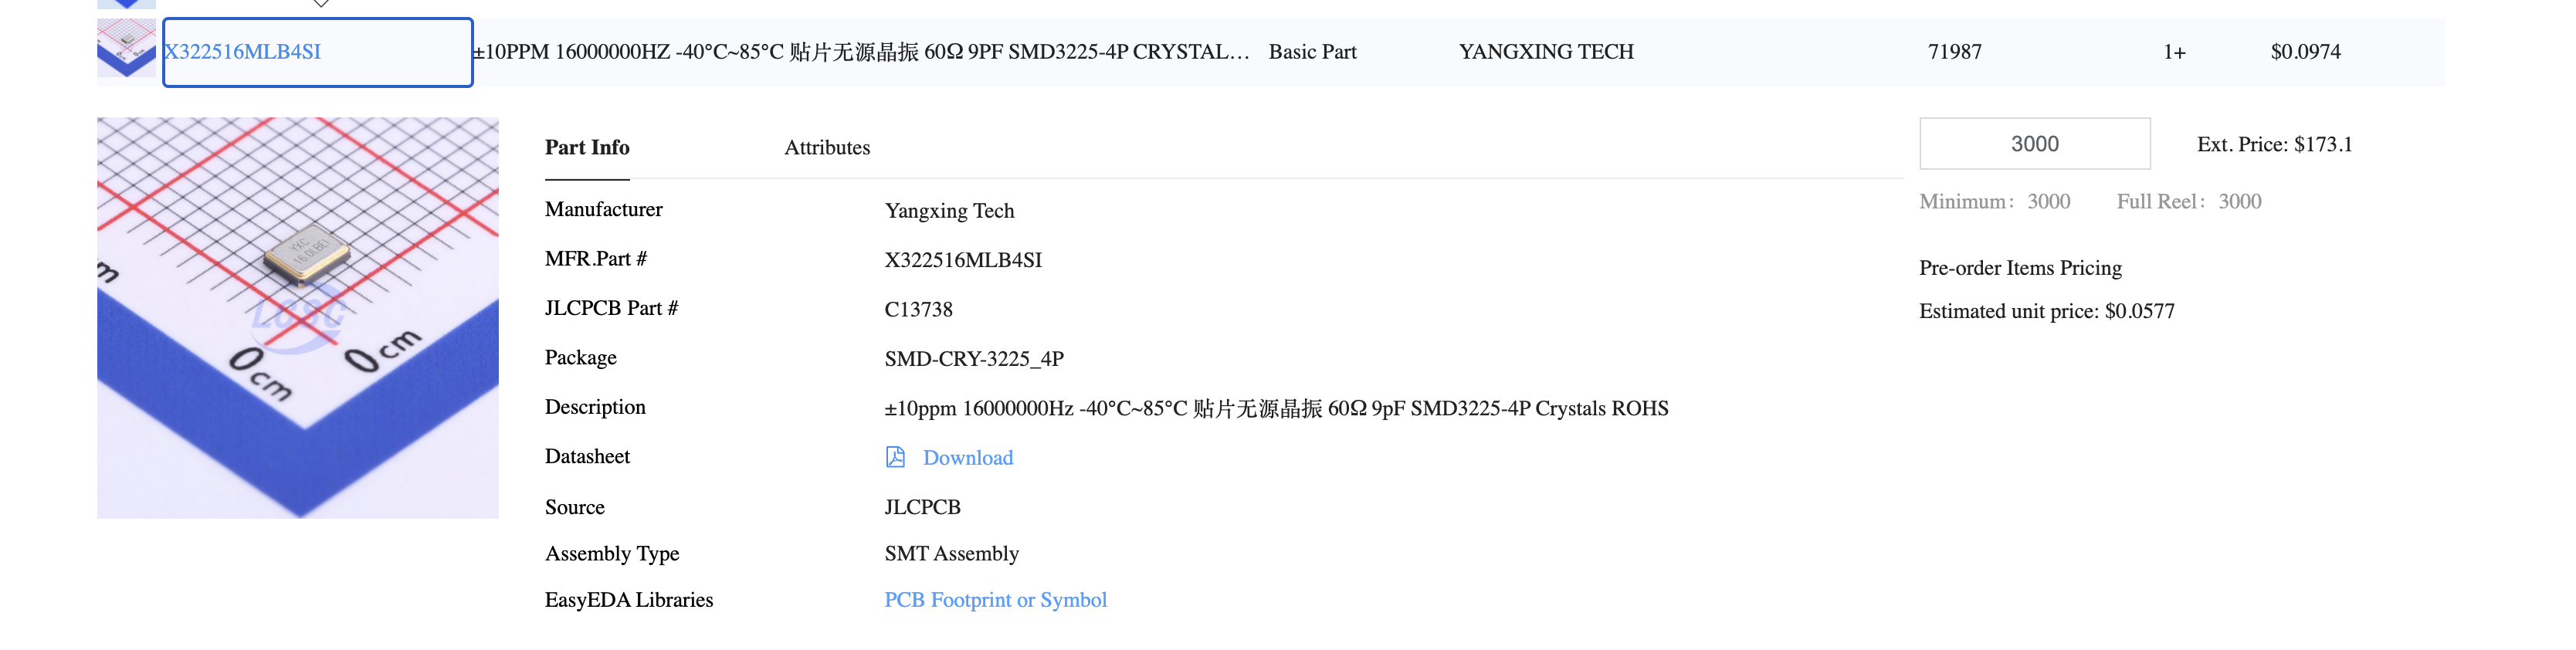 X322516MLB4SI ±10PPM 16000000HZ -40°C~85°C 贴片无源晶振 60Ω 9PF SMD3225-4P CRYSTAL... Basic Part YANGXING TECH 71987 1+ $0.0974
Part Info Attributes
Manufacturer Yangxing Tech
MFR.Part # X322516MLB4SI
JLCPCB Part # C13738
Package SMD-CRY-3225_4P
Description ±10ppm 16000000Hz -40°C~85°C 贴片无源晶振 60Ω 9pF SMD3225-4P Crystals ROHS
Datasheet Download
Source JLCPCB
Assembly Type SMT Assembly
EasyEDA Libraries PCB Footprint or Symbol
3000 Ext. Price: $173.1
Minimum: 3000 Full Reel: 3000
Pre-order Items Pricing
Estimated unit price: $0.0577
YXC
LCSC
m
0 cm
0 cm